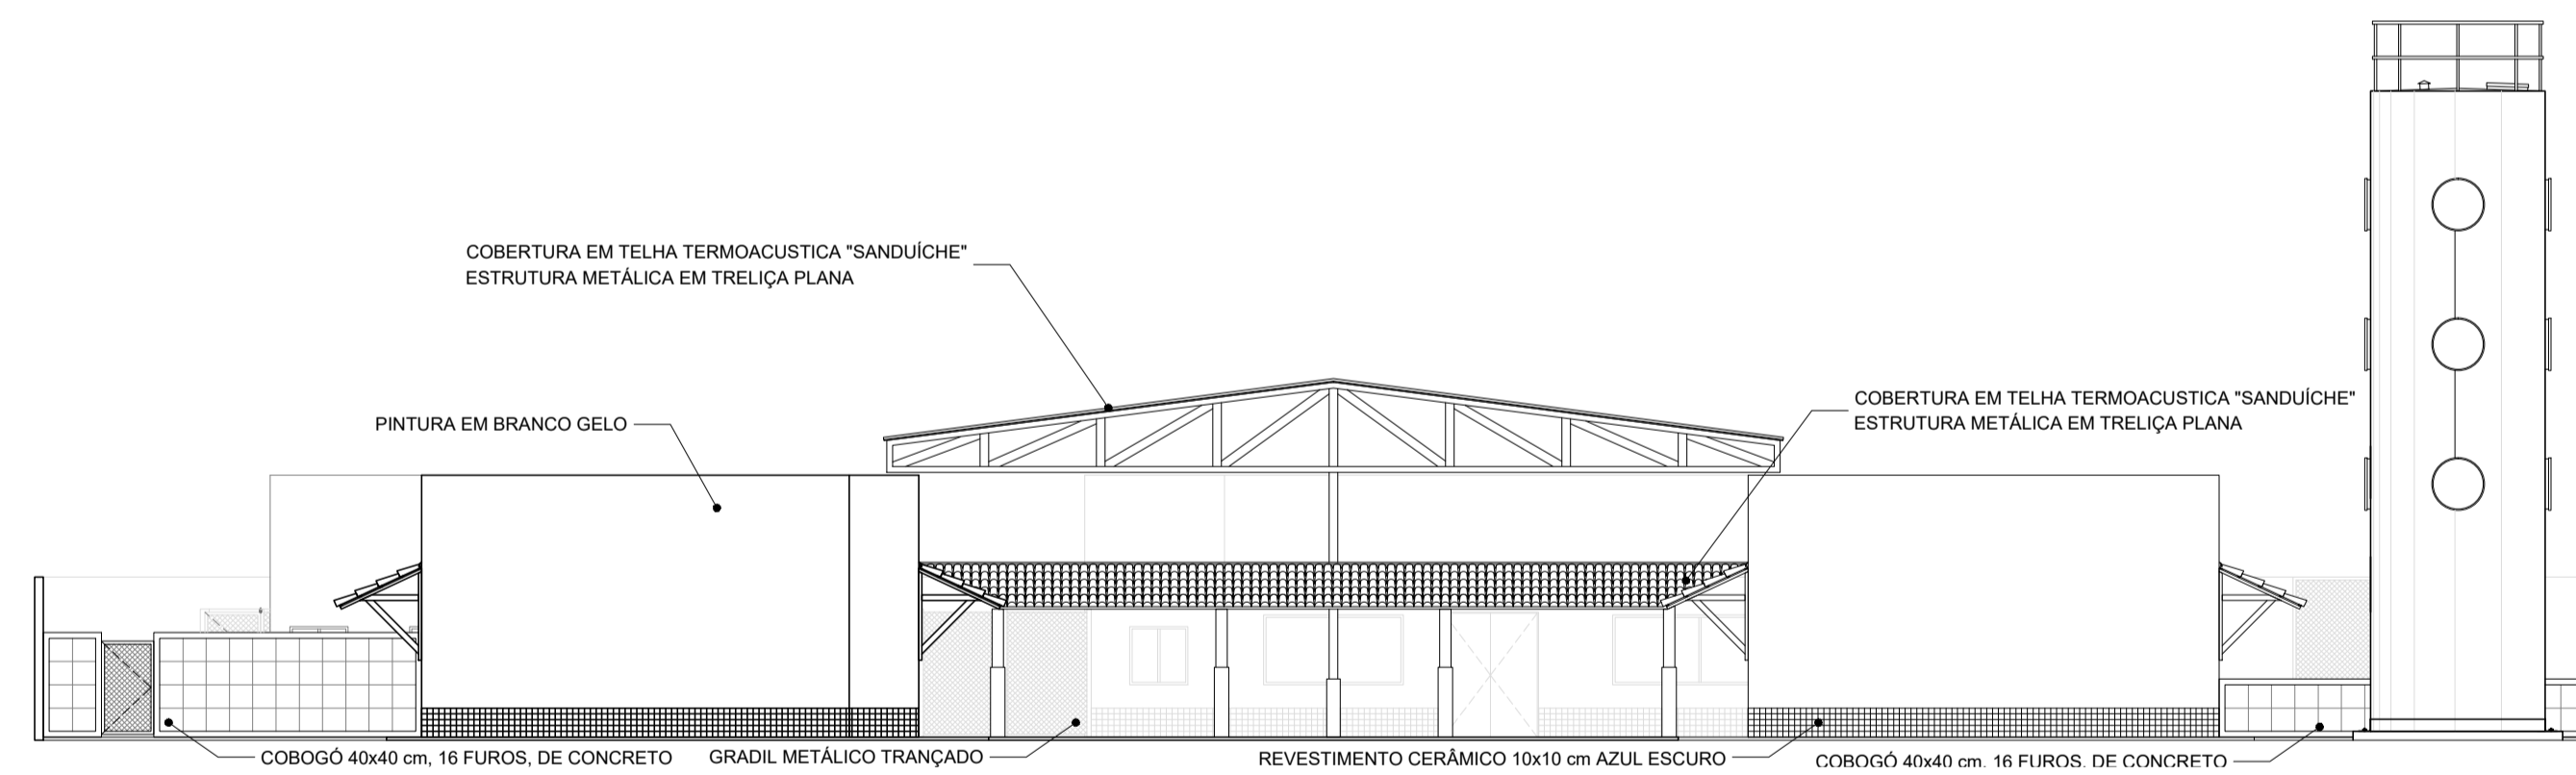 COBERTURA EM TELHA TERMOACUSTICA "SANDUÍCHE"
ESTRUTURA METÁLICA EM TRELIÇA PLANA
COBERTURA EM TELHA TERMOACUSTICA "SANDUÍCHE"
ESTRUTURA METÁLICA EM TRELIÇA PLANA
PINTURA EM BRANCO GELO
COBOGÓ 40x40 cm, 16 FUROS, DE CONCRETO
GRADIL METÁLICO TRANÇADO
REVESTIMENTO CERÂMICO 10x10 cm AZUL ESCURO
COBOGÓ 40x40 cm, 16 FUROS, DE CONCRETO